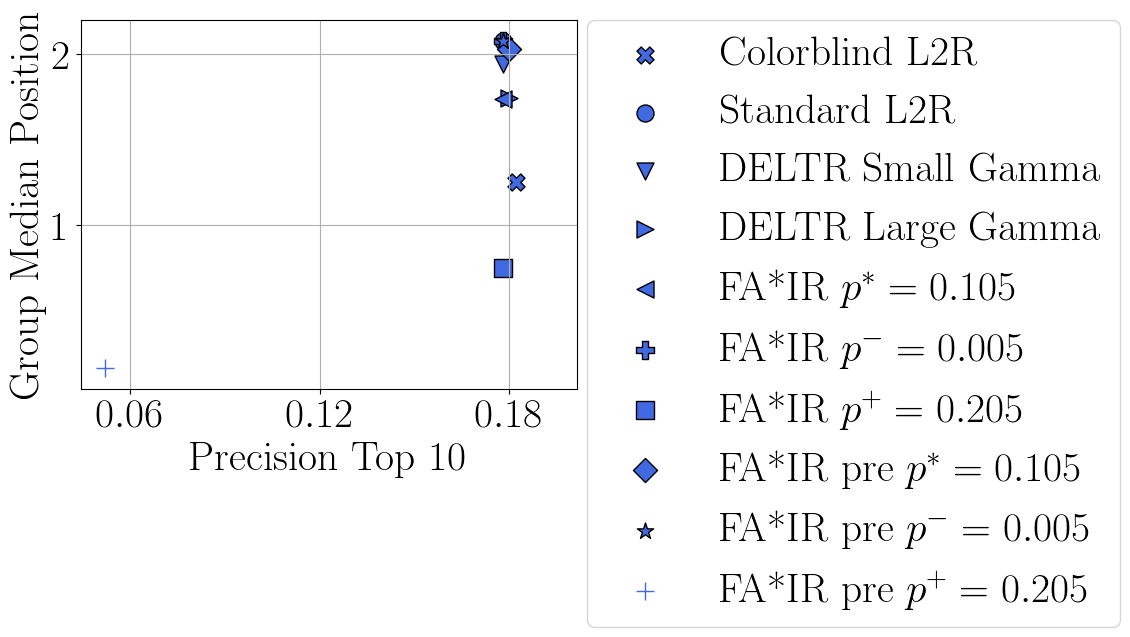 Group Median Position
2
1
0.06 0.12 0.18
Precision Top 10
Colorblind L2R
Standard L2R
DELTR Small Gamma
DELTR Large Gamma
FA*IR p* = 0.105
FA*IR p⁻ = 0.005
FA*IR p⁺ = 0.205
FA*IR pre p* = 0.105
FA*IR pre p⁻ = 0.005
FA*IR pre p⁺ = 0.205